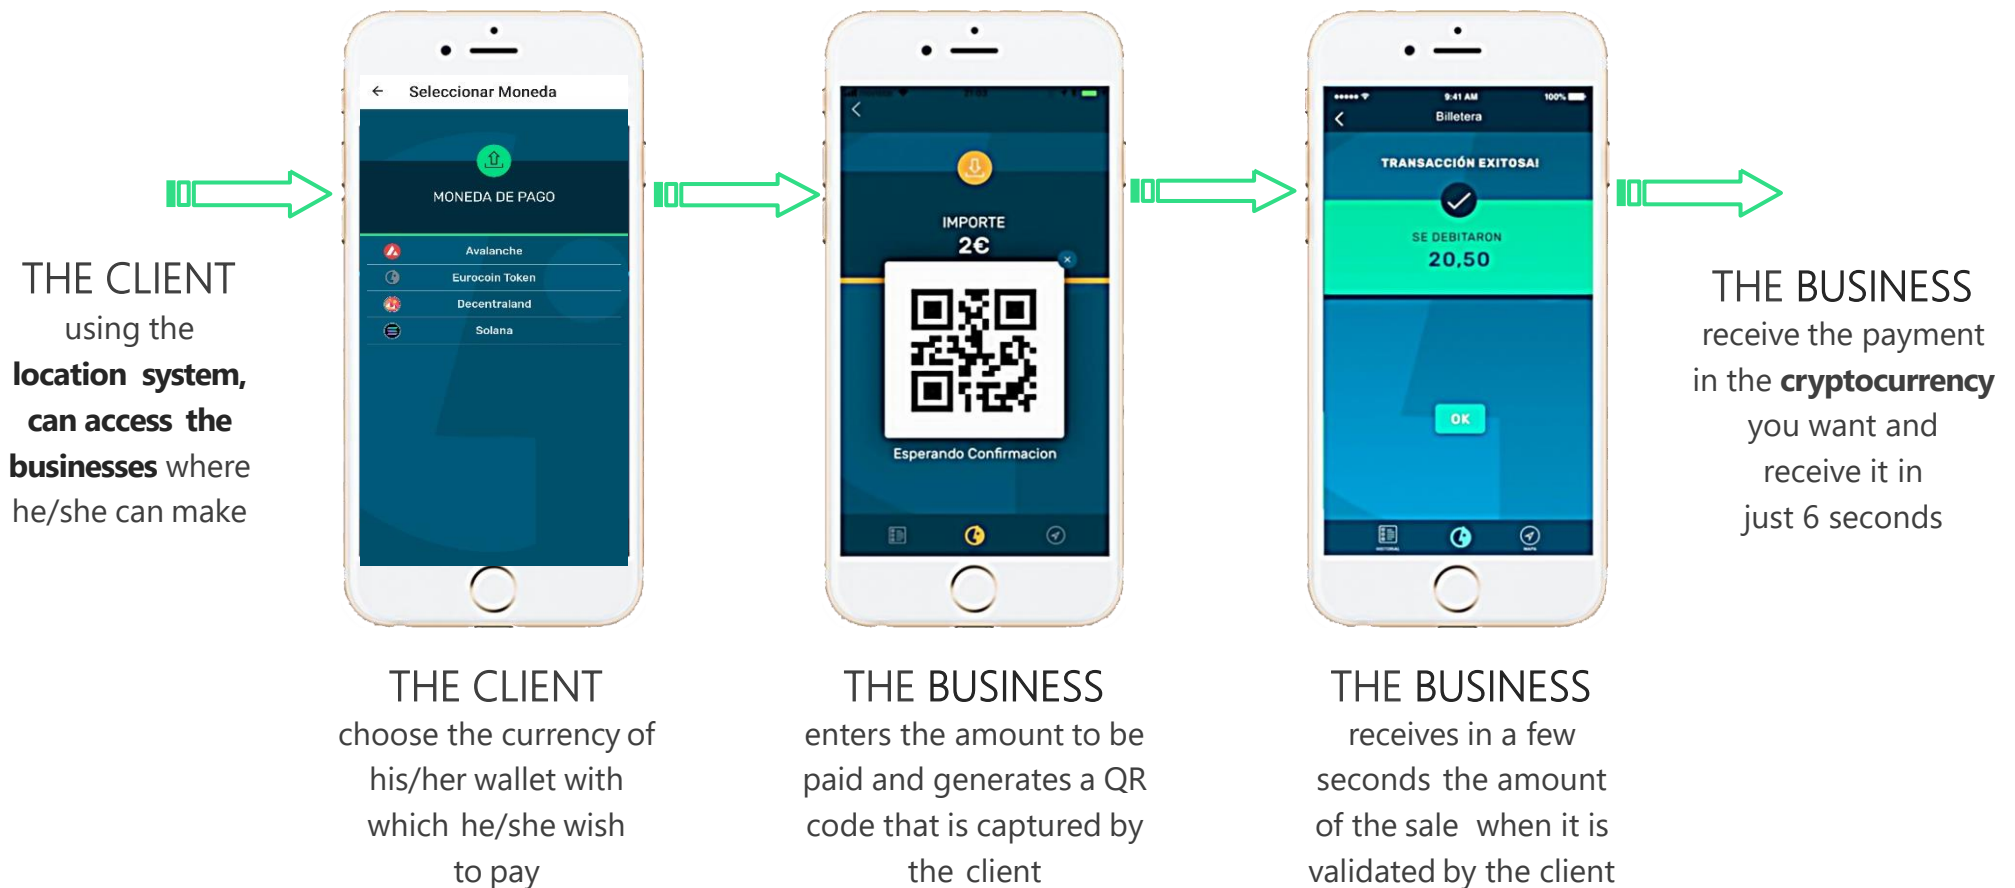 THE CLIENT
using the
location system,
can access the
businesses where
he/she can make
Seleccionar Moneda
MONEDA DE PAGO
Avalanche
Eurocoin Token
Decentraland
Solana
THE CLIENT
choose the currency of
his/her wallet with
which he/she wish
to pay
IMPORTE
2€
Esperando Confirmacion
THE BUSINESS
enters the amount to be
paid and generates a QR
code that is captured by
the client
9:41 AM 100%
Billetera
TRANSACCIÓN EXITOSA!
SE DEBITARON
20,50
OK
HISTORIAL
MAPA
THE BUSINESS
receives in a few
seconds the amount
of the sale when it is
validated by the client
THE BUSINESS
receive the payment
in the cryptocurrency
you want and
receive it in
just 6 seconds